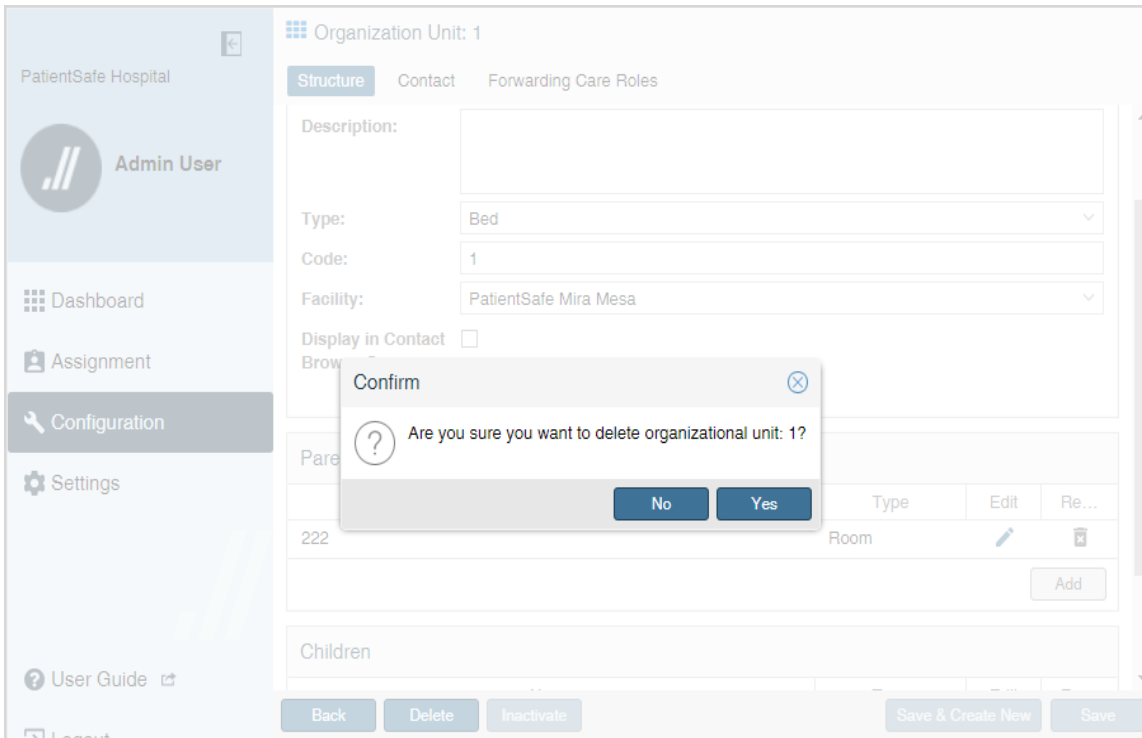 PatientSafe Hospital
Admin User
Dashboard
Assignment
Configuration
Settings
User Guide
Logout
Organization Unit: 1
Structure Contact Forwarding Care Roles
Description:
Type: Bed
Code: 1
Facility: PatientSafe Mira Mesa
Display in Contact
Confirm
Are you sure you want to delete organizational unit: 1?
No Yes
Type Edit Re...
222 Room
Add
Children
Back Delete Inactivate Save & Create New Save